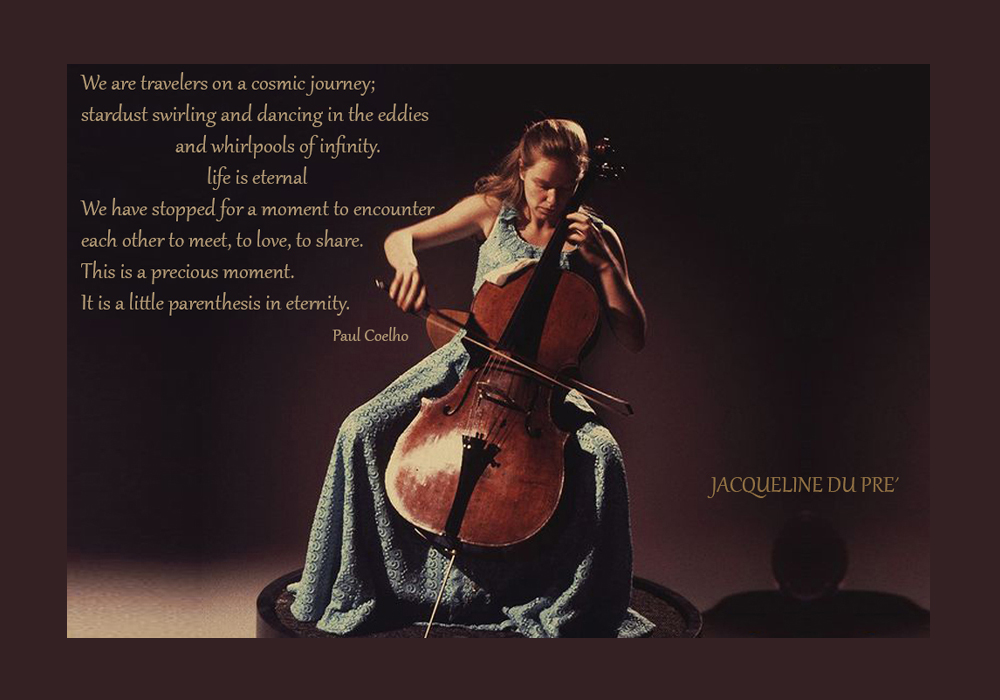 We are travelers on a cosmic journey;
stardust swirling and dancing in the eddies
and whirlpools of infinity.
life is eternal
We have stopped for a moment to encounter
each other to meet, to love, to share.
This is a precious moment.
It is a little parenthesis in eternity.
Paul Coelho
JACQUELINE DU PRE'